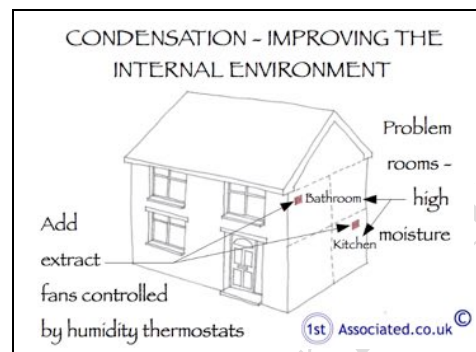 CONDENSATION - IMPROVING THE
INTERNAL ENVIRONMENT
Problem
rooms -
high
moisture
Bathroom
Kitchen
Add
extract
fans controlled
by humidity thermostats
1st Associated.co.uk ©